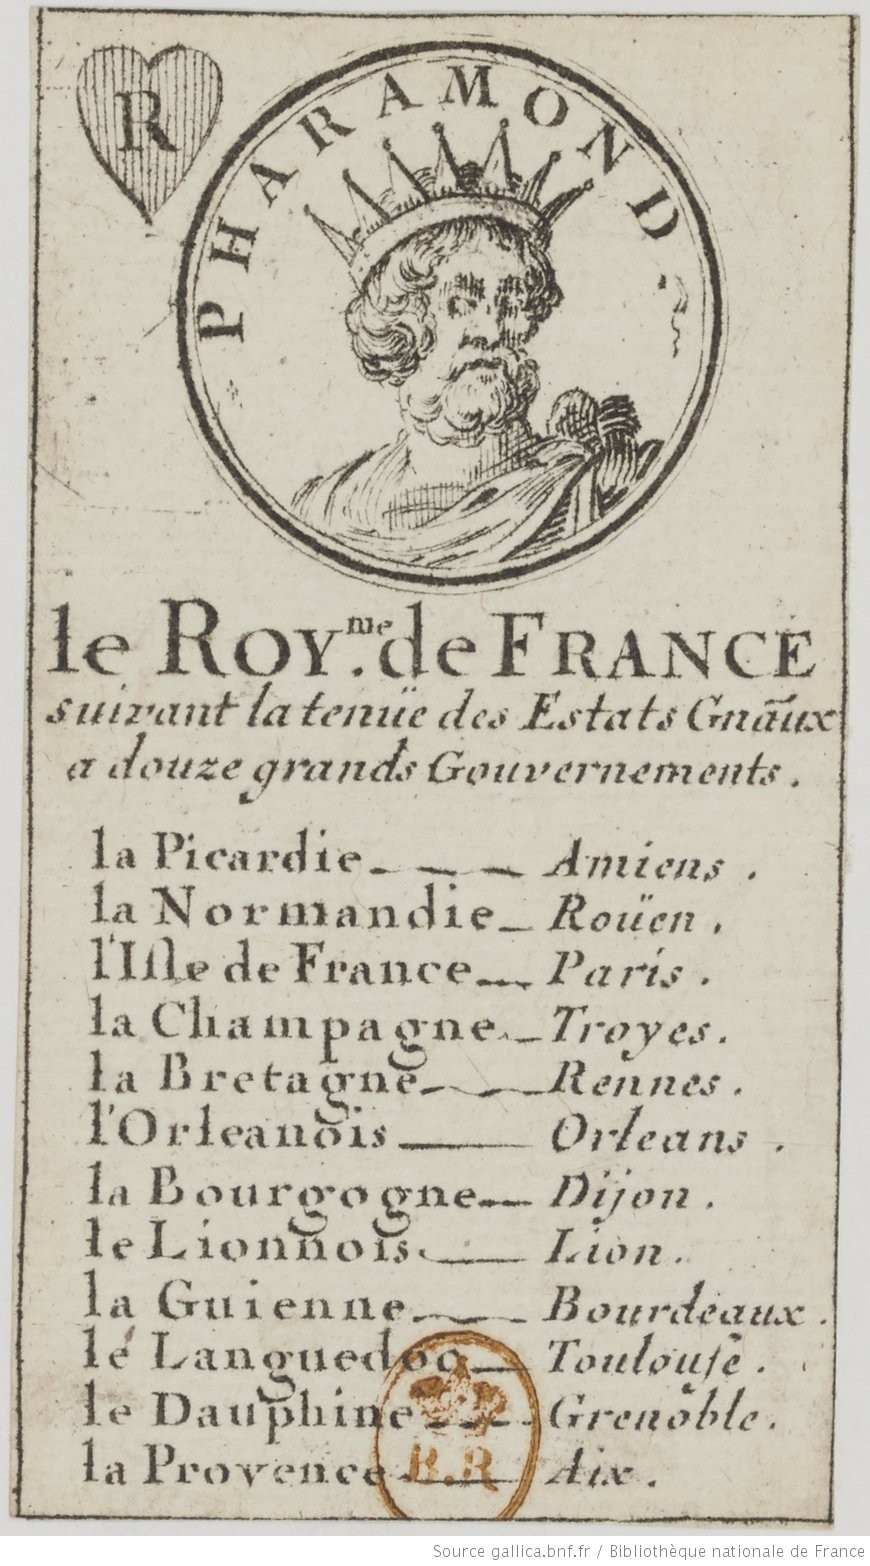 R
PHARAMOND.
le ROY.me de FRANCE
suivant la tenüe des Estats Gnãux
a douze grands Gouvernements.
la Picardie - Amiens.
la Normandie - Roüen.
l'Isle de France - Paris.
la Champagne - Troyes.
la Bretagne - Rennes.
l'Orleanois - Orleans.
la Bourgogne - Dijon.
le Lionnois - Lion.
la Guienne - Bourdeaux.
le Languedoc - Toulouse.
le Dauphiné - Grenoble.
la Provence - Aix.
B.R
Source gallica.bnf.fr / Bibliothèque nationale de France